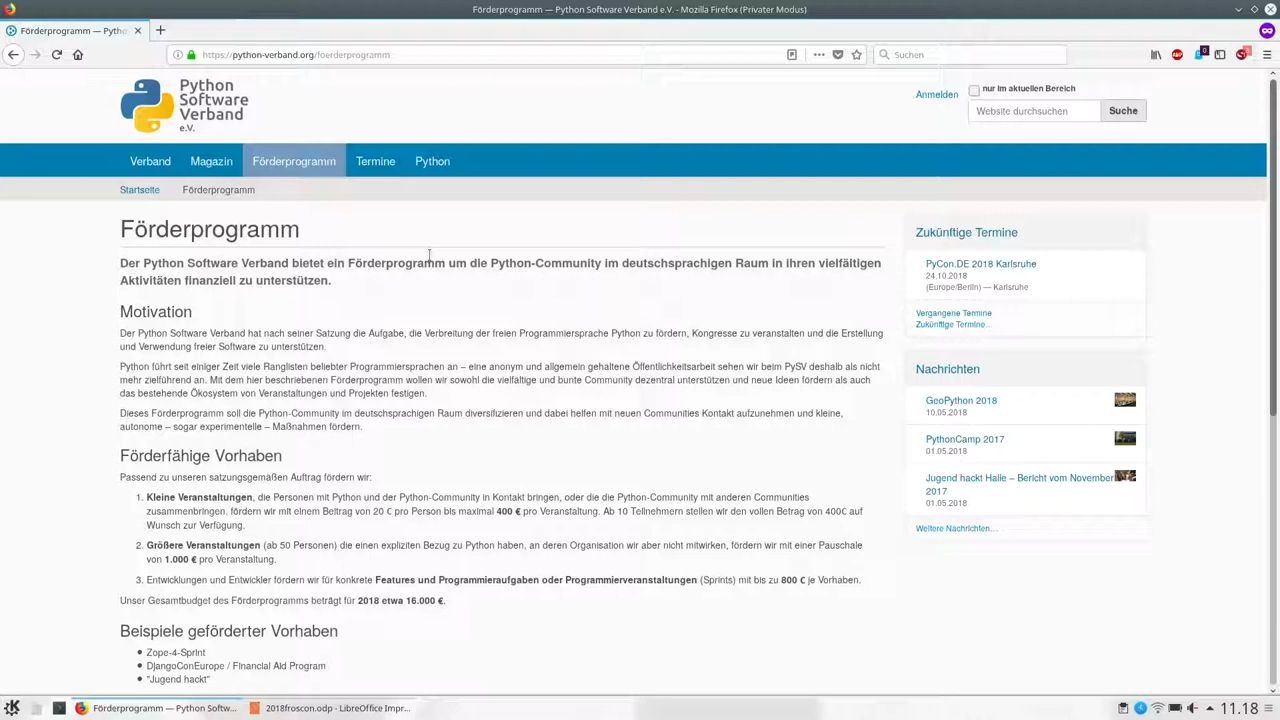 Förderprogramm — Python Software Verband e.V. - Mozilla Firefox (Privater Modus)
Förderprogramm — Pytho
https://python-verband.org/foerderprogramm
Suchen
Python
Software
Verband
e.V.
Anmelden
nur im aktuellen Bereich
Website durchsuchen
Suche
Verband Magazin Förderprogramm Termine Python
Startseite Förderprogramm
Förderprogramm
Der Python Software Verband bietet ein Förderprogramm um die Python-Community im deutschsprachigen Raum in ihren vielfältigen
Aktivitäten finanziell zu unterstützen.
Motivation
Der Python Software Verband hat nach seiner Satzung die Aufgabe, die Verbreitung der freien Programmiersprache Python zu fördern, Kongresse zu veranstalten und die Erstellung
und Verwendung freier Software zu unterstützen.
Python führt seit einiger Zeit viele Ranglisten beliebter Programmiersprachen an – eine anonym und allgemein gehaltene Öffentlichkeitsarbeit sehen wir beim PySV deshalb als nicht
mehr zielführend an. Mit dem hier beschriebenen Förderprogramm wollen wir sowohl die vielfältige und bunte Community dezentral unterstützen und neue Ideen fördern als auch
das bestehende Ökosystem von Veranstaltungen und Projekten festigen.
Dieses Förderprogramm soll die Python-Community im deutschsprachigen Raum diversifizieren und dabei helfen mit neuen Communities Kontakt aufzunehmen und kleine,
autonome – sogar experimentelle – Maßnahmen fördern.
Förderfähige Vorhaben
Passend zu unseren satzungsgemäßen Auftrag fördern wir:
1. Kleine Veranstaltungen, die Personen mit Python und der Python-Community in Kontakt bringen, oder die die Python-Community mit anderen Communities
zusammenbringen, fördern wir mit einem Beitrag von 20 € pro Person bis maximal 400 € pro Veranstaltung. Ab 10 Teilnehmern stellen wir den vollen Betrag von 400€ auf
Wunsch zur Verfügung.
2. Größere Veranstaltungen (ab 50 Personen) die einen expliziten Bezug zu Python haben, an deren Organisation wir aber nicht mitwirken, fördern wir mit einer Pauschale
von 1.000 € pro Veranstaltung.
3. Entwicklungen und Entwickler fördern wir für konkrete Features und Programmieraufgaben oder Programmierveranstaltungen (Sprints) mit bis zu 800 € je Vorhaben.
Unser Gesamtbudget des Förderprogramms beträgt für 2018 etwa 16.000 €.
Beispiele geförderter Vorhaben
Zope-4-Sprint
DjangoConEurope / Financial Aid Program
"Jugend hackt"
Zukünftige Termine
PyCon.DE 2018 Karlsruhe
24.10.2018
(Europe/Berlin) — Karlsruhe
Vergangene Termine
Zukünftige Termine…
Nachrichten
GeoPython 2018
10.05.2018
PythonCamp 2017
01.05.2018
Jugend hackt Halle – Bericht vom November
2017
01.05.2018
Weitere Nachrichten…
Förderprogramm — Python Softw...
2018froscon.odp - LibreOffice Impr...
11.18